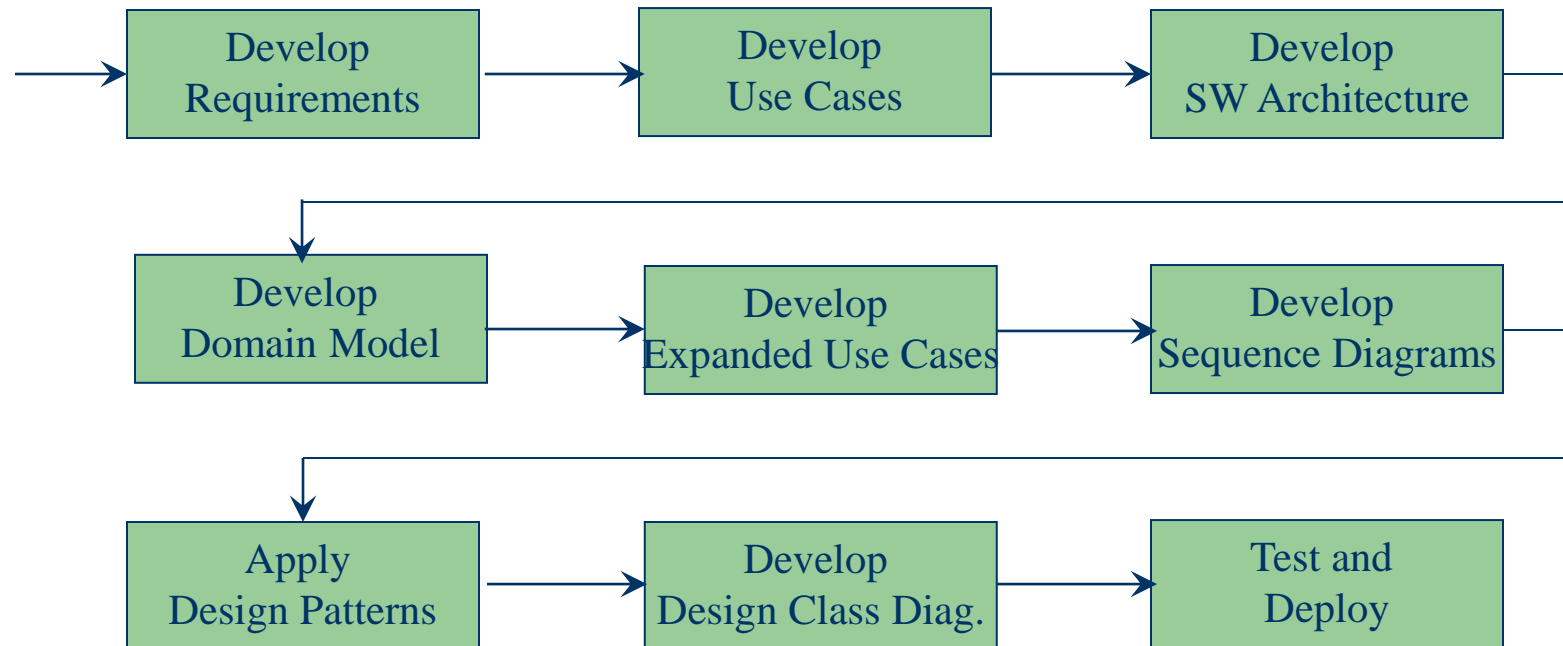 Develop
Requirements
Develop
Use Cases
Develop
SW Architecture
Develop
Domain Model
Develop
Expanded Use Cases
Develop
Sequence Diagrams
Apply
Design Patterns
Develop
Design Class Diag.
Test and
Deploy